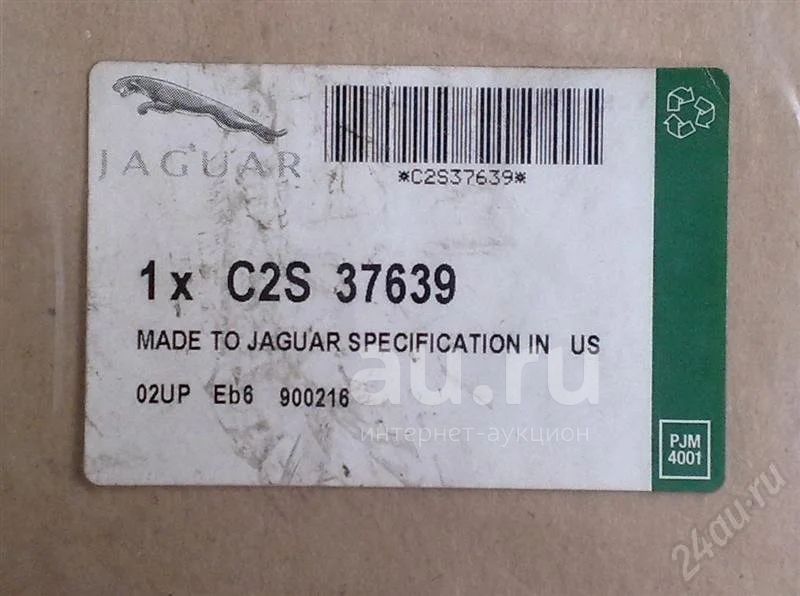 JAGUAR
*C2S37639*
1 x C2S 37639
MADE TO JAGUAR SPECIFICATION IN US
02UP Eb6 900216
au.ru
интернет-аукцион
PJM
4001
24au.ru